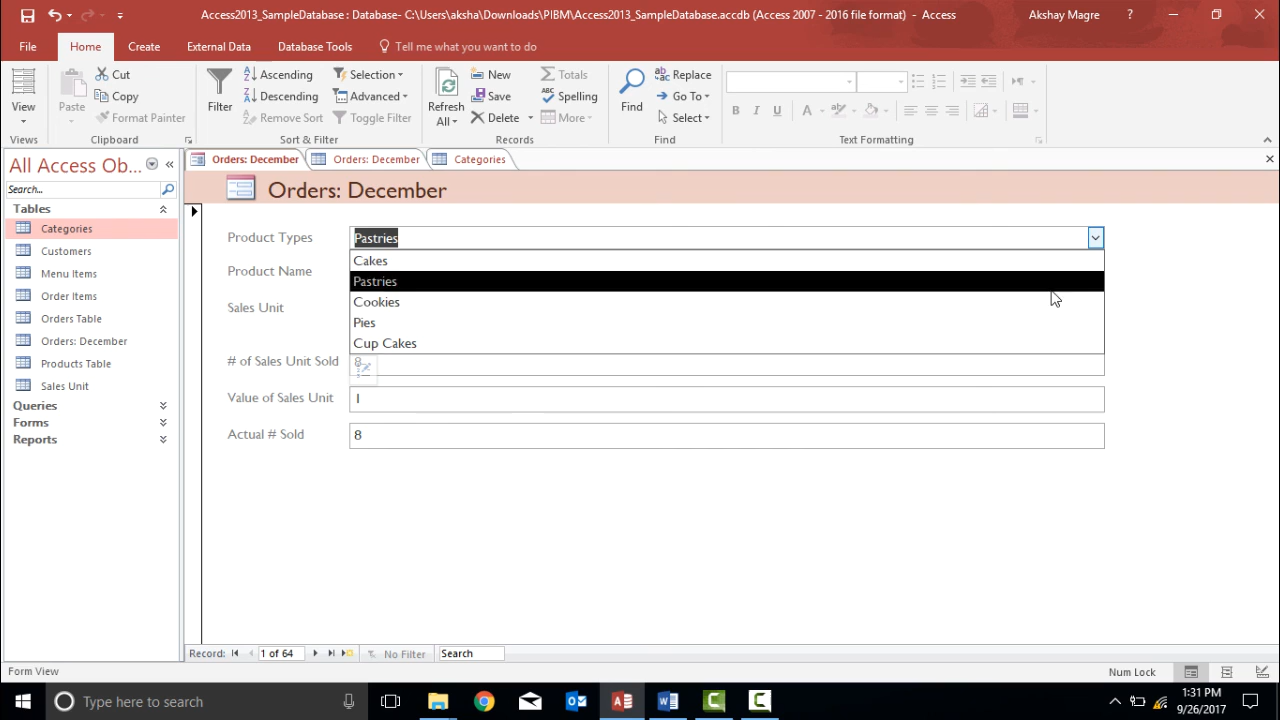 Access2013_SampleDatabase : Database- C:\Users\aksha\Downloads\PIBM\Access2013_SampleDatabase.accdb (Access 2007 - 2016 file format) - Access
Akshay Magre
?
File
Home
Create
External Data
Database Tools
Tell me what you want to do
View
Views
Paste
Cut
Copy
Format Painter
Clipboard
Filter
Ascending
Descending
Remove Sort
Selection
Advanced
Toggle Filter
Sort & Filter
Refresh
All
New
Save
Delete
Totals
Spelling
More
Records
Find
Replace
Go To
Select
Find
B I U A
Text Formatting
All Access Ob...
Search...
Tables
Categories
Customers
Menu Items
Order Items
Orders Table
Orders: December
Products Table
Sales Unit
Queries
Forms
Reports
Orders: December
Orders: December
Categories
Orders: December
Product Types
Pastries
Cakes
Pastries
Cookies
Pies
Cup Cakes
Product Name
Sales Unit
# of Sales Unit Sold
8
Value of Sales Unit
1
Actual # Sold
8
Record:
1 of 64
No Filter
Search
Form View
Num Lock
Type here to search
1:31 PM
9/26/2017